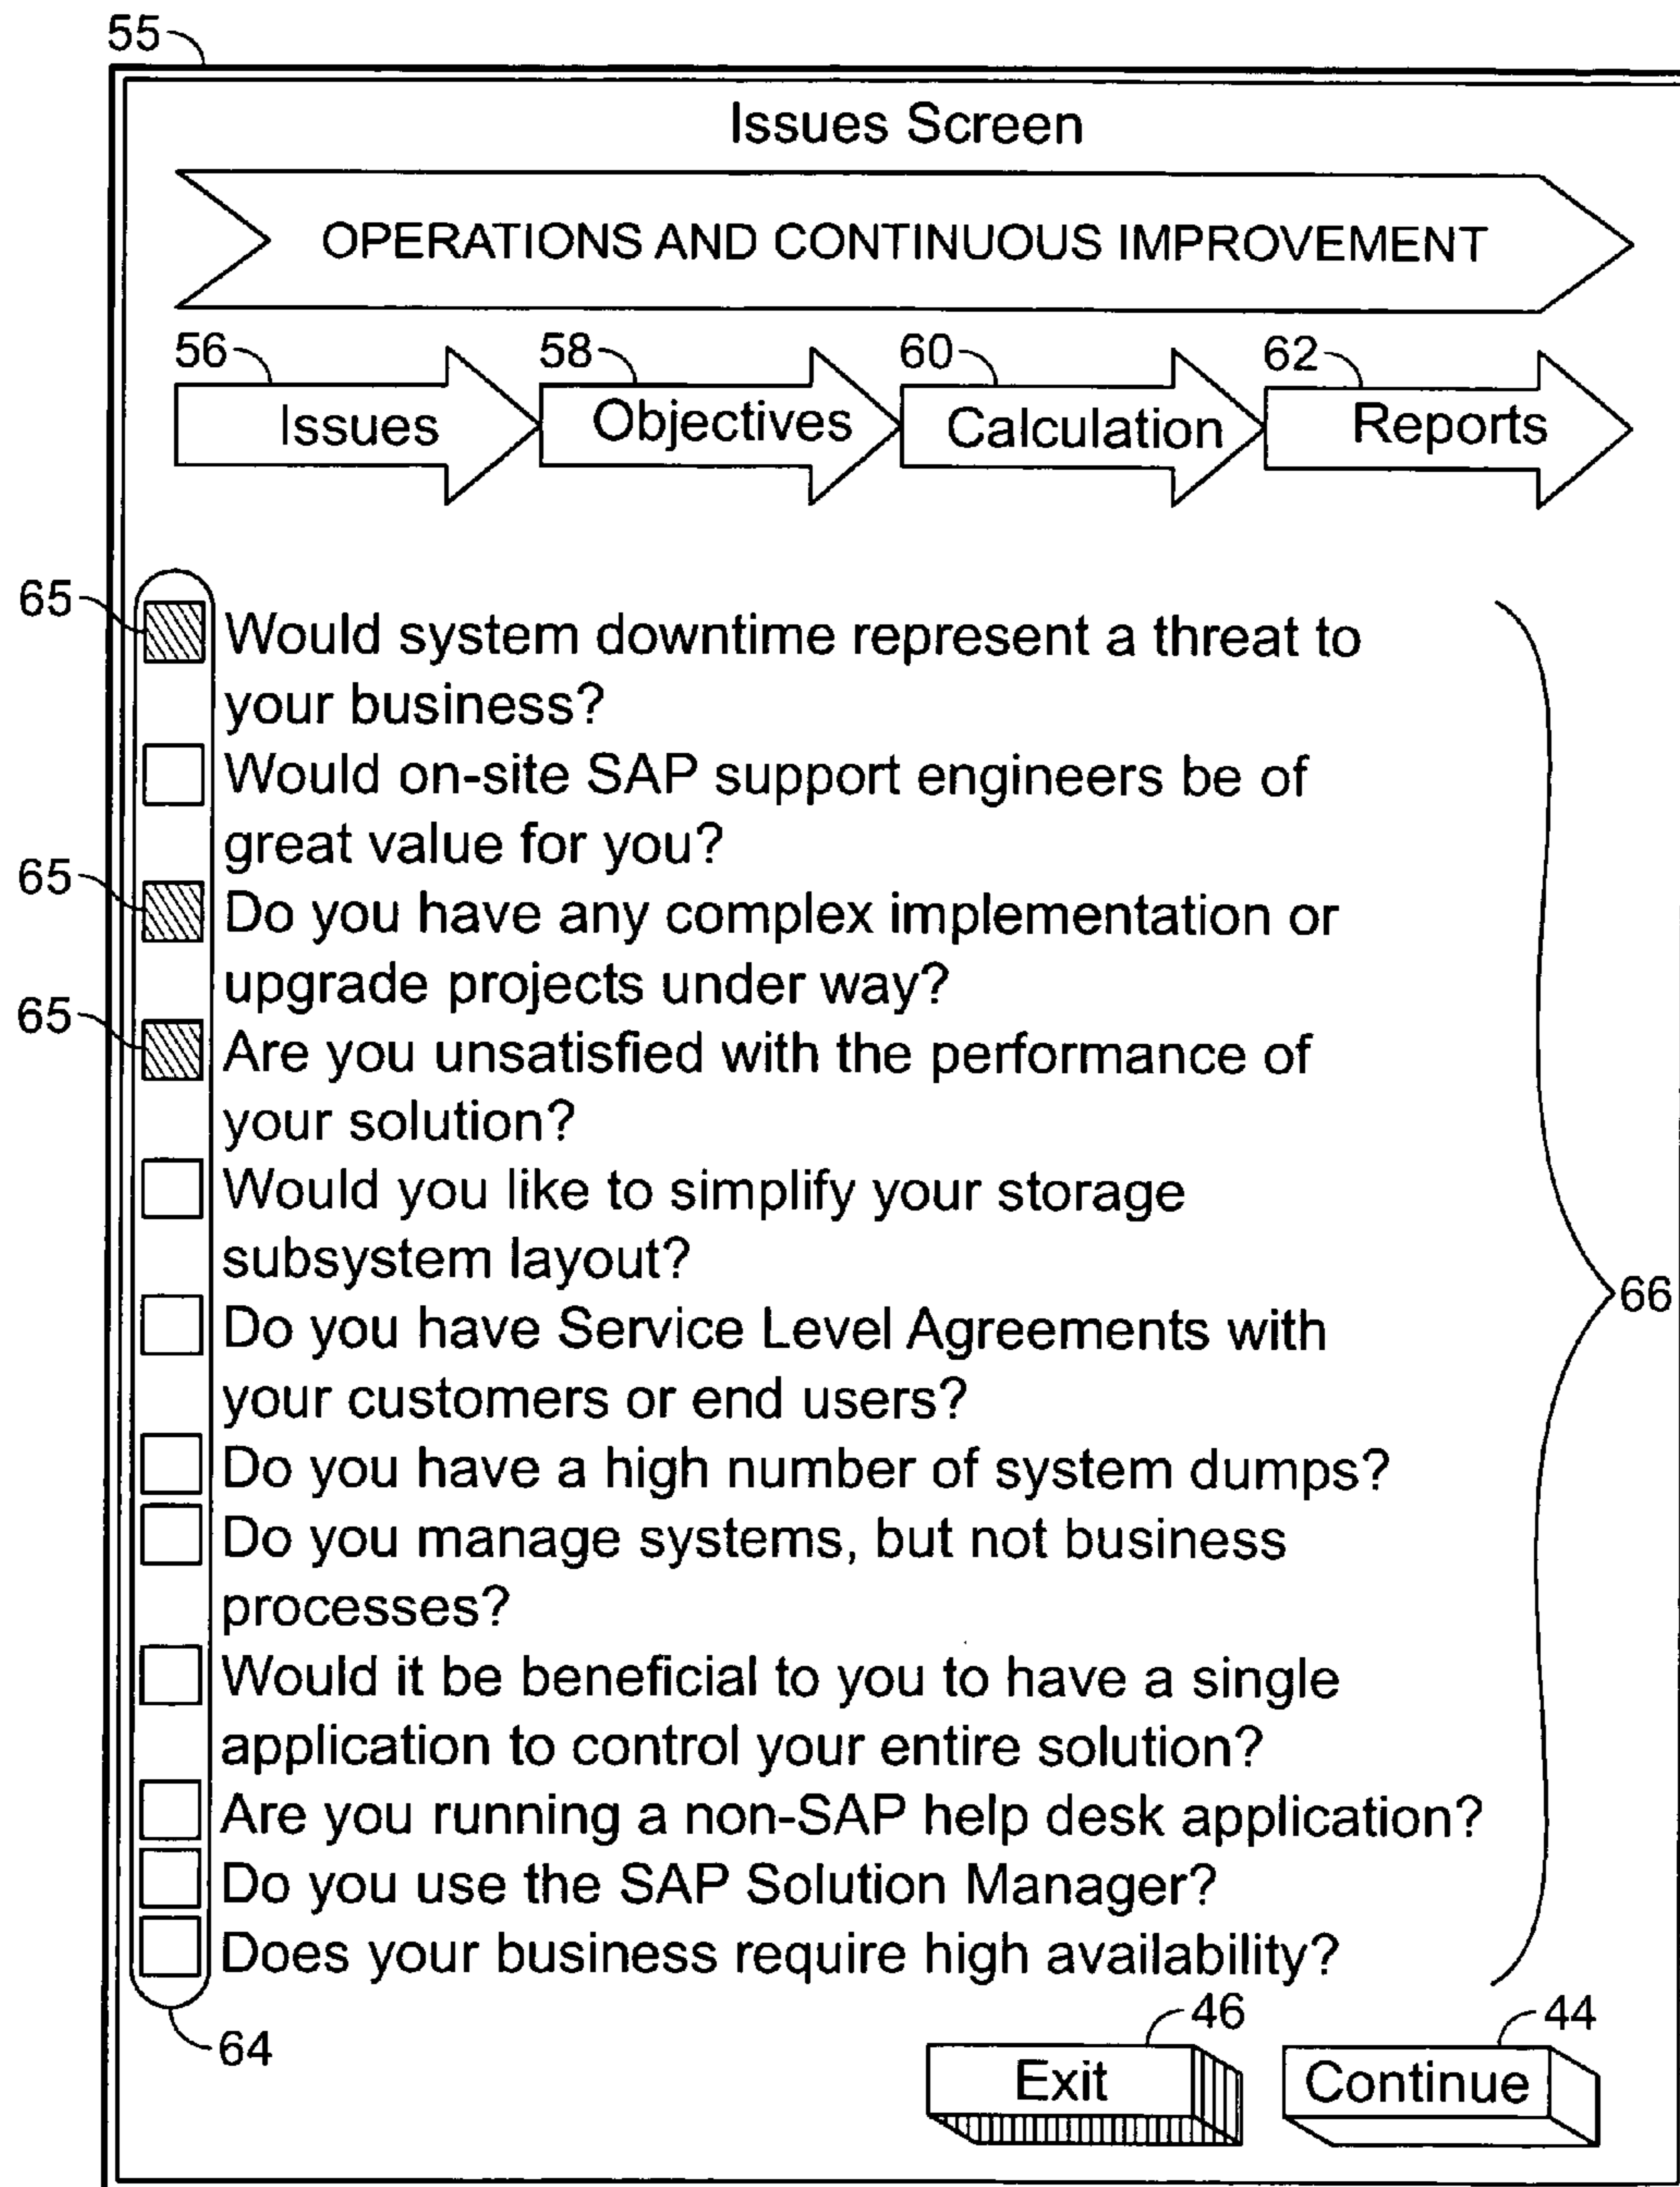 55
Issues Screen
OPERATIONS AND CONTINUOUS IMPROVEMENT
56 58 60 62
Issues Objectives Calculation Reports
65 Would system downtime represent a threat to
your business?
Would on-site SAP support engineers be of
great value for you?
65 Do you have any complex implementation or
upgrade projects under way?
65 Are you unsatisfied with the performance of
your solution?
Would you like to simplify your storage
subsystem layout?
66
Do you have Service Level Agreements with
your customers or end users?
Do you have a high number of system dumps?
Do you manage systems, but not business
processes?
Would it be beneficial to you to have a single
application to control your entire solution?
Are you running a non-SAP help desk application?
Do you use the SAP Solution Manager?
Does your business require high availability?
64 46 44
Exit Continue